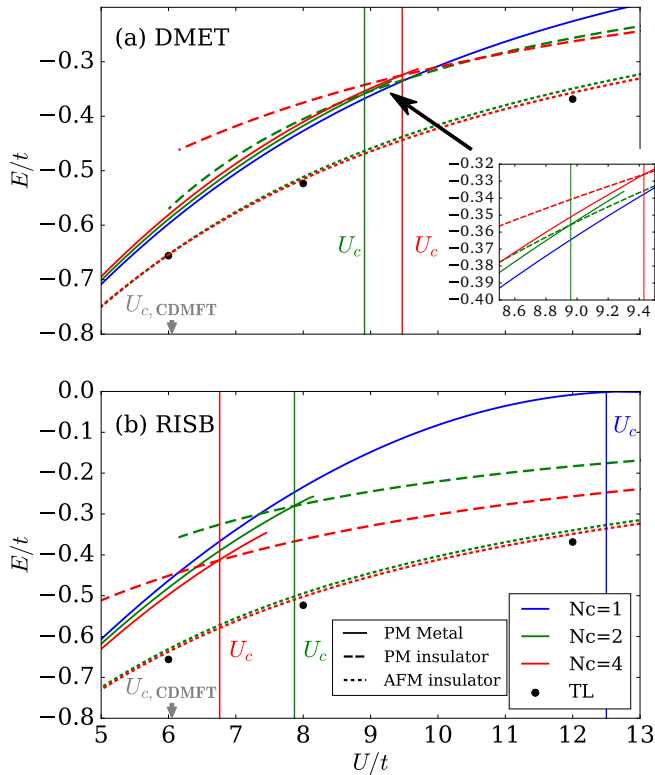 (a) DMET
−0.3
−0.4
−0.5
−0.6
−0.7
−0.8
E/t
U_c
U_c
U_{c,CDMFT}
−0.32
−0.33
−0.34
−0.35
−0.36
−0.37
−0.38
−0.39
−0.40
8.6 8.8 9.0 9.2 9.4
(b) RISB
0.0
−0.1
−0.2
−0.3
−0.4
−0.5
−0.6
−0.7
−0.8
E/t
U_c
U_c
U_c
U_{c,CDMFT}
PM Metal
PM insulator
AFM insulator
Nc=1
Nc=2
Nc=4
TL
5 6 7 8 9 10 11 12 13
U/t